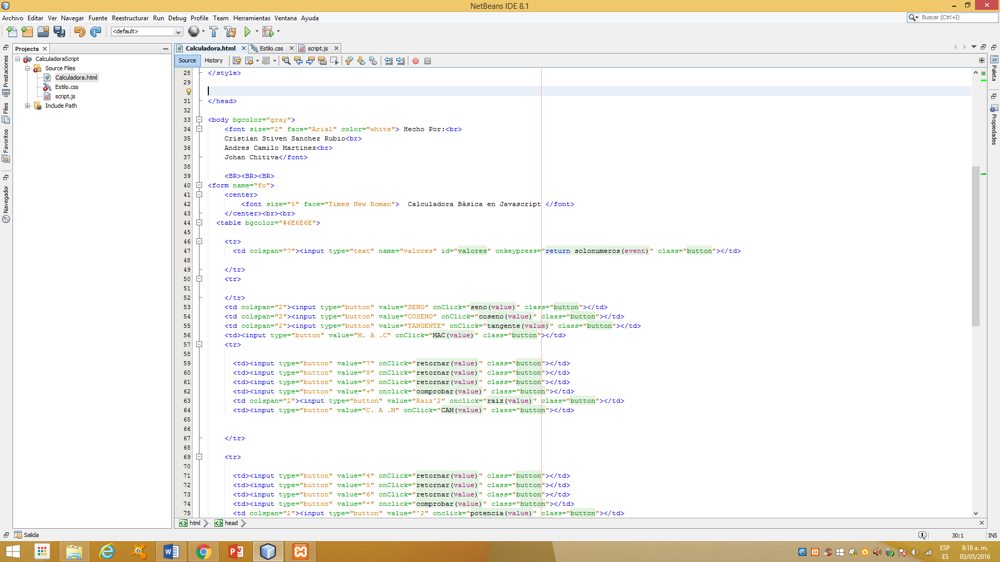 NetBeans IDE 8.1
Archivo Editar Ver Navegar Fuente Reestructurar Run Debug Profile Team Herramientas Ventana Ayuda
Buscar (Ctrl+I)
<default>
Projects
Calculadora.html Estilo.css script.js
Source History
Prestaciones
Files
Favoritos
Navegador
CalculadoraScript
Source Files
Calculadora.html
Estilo.css
script.js
Include Path
Paleta
Propiedades
28 </style>
29
31 </head>
32
33 <body bgcolor="gray">
34 <font size="2" face="Arial" color="white"> Hecho Por:<br>
35 Cristian Stiven Sanchez Rubio<br>
36 Andres Camilo Martinez<br>
37 Johan Chitiva</font>
38
39 <BR><BR><BR>
40 <form name="fo">
41 <center>
42 <font size="5" face="Times New Roman">  Calculadora Bàsica en Javascript </font>
43 </center><br><br>
44 <table bgcolor="#6E6E6E">
45
46 <tr>
47 <td colspan="7"><input type="text" name="valores" id="valores" onkeypress="return solonumeros(event)" class="button"></td>
48
49 </tr>
50 <tr>
51
52 </tr>
53 <td colspan="2"><input type="button" value="SENO" onClick="seno(value)" class="button"></td>
54 <td colspan="2"><input type="button" value="COSENO" onClick="coseno(value)" class="button"></td>
55 <td colspan="2"><input type="button" value="TANGENTE" onClick="tangente(value)" class="button"></td>
56 <td><input type="button" value="M. A .C" onClick="MAC(value)" class="button"></td>
57 <tr>
58
59 <td><input type="button" value="7" onClick="retornar(value)" class="button"></td>
60 <td><input type="button" value="8" onClick="retornar(value)" class="button"></td>
61 <td><input type="button" value="9" onClick="retornar(value)" class="button"></td>
62 <td><input type="button" value="+" onclick="comprobar(value)" class="button"></td>
63 <td colspan="2"><input type="button" value="Raiz^2" onclick="raiz(value)" class="button"></td>
64 <td><input type="button" value="C. A .M" onClick="CAM(value)" class="button"></td>
65
66
67 </tr>
68
69 <tr>
70
71 <td><input type="button" value="4" onClick="retornar(value)" class="button"></td>
72 <td><input type="button" value="5" onClick="retornar(value)" class="button"></td>
73 <td><input type="button" value="6" onClick="retornar(value)" class="button"></td>
74 <td><input type="button" value="*" onclick="comprobar(value)" class="button"></td>
75 <td colspan="2"><input type="button" value="^2" onclick="potencia(value)" class="button"></td>
html head
Salida
1 30:1 INS
ESP 8:18 a. m.
ES 03/05/2016